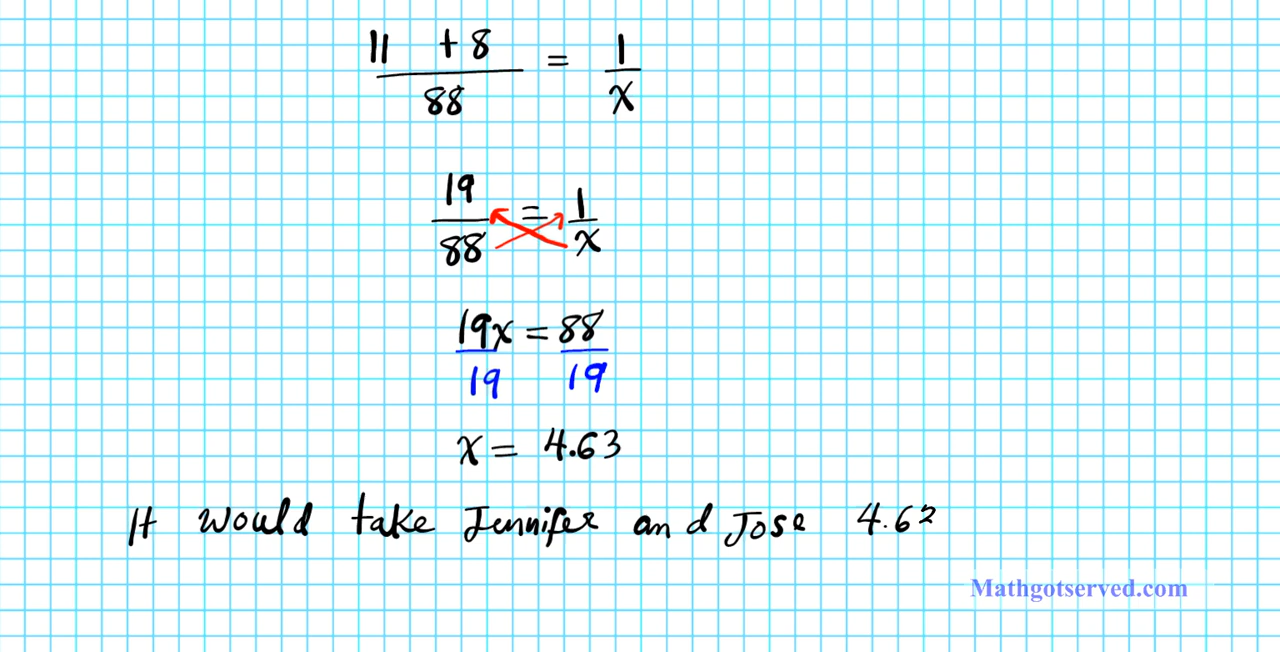 11 + 8 = 1
88 x
19 = 1
88 x
19x = 88
19 19
x = 4.63
It would take Jennifer and Jose 4.62
Mathgotserved.com